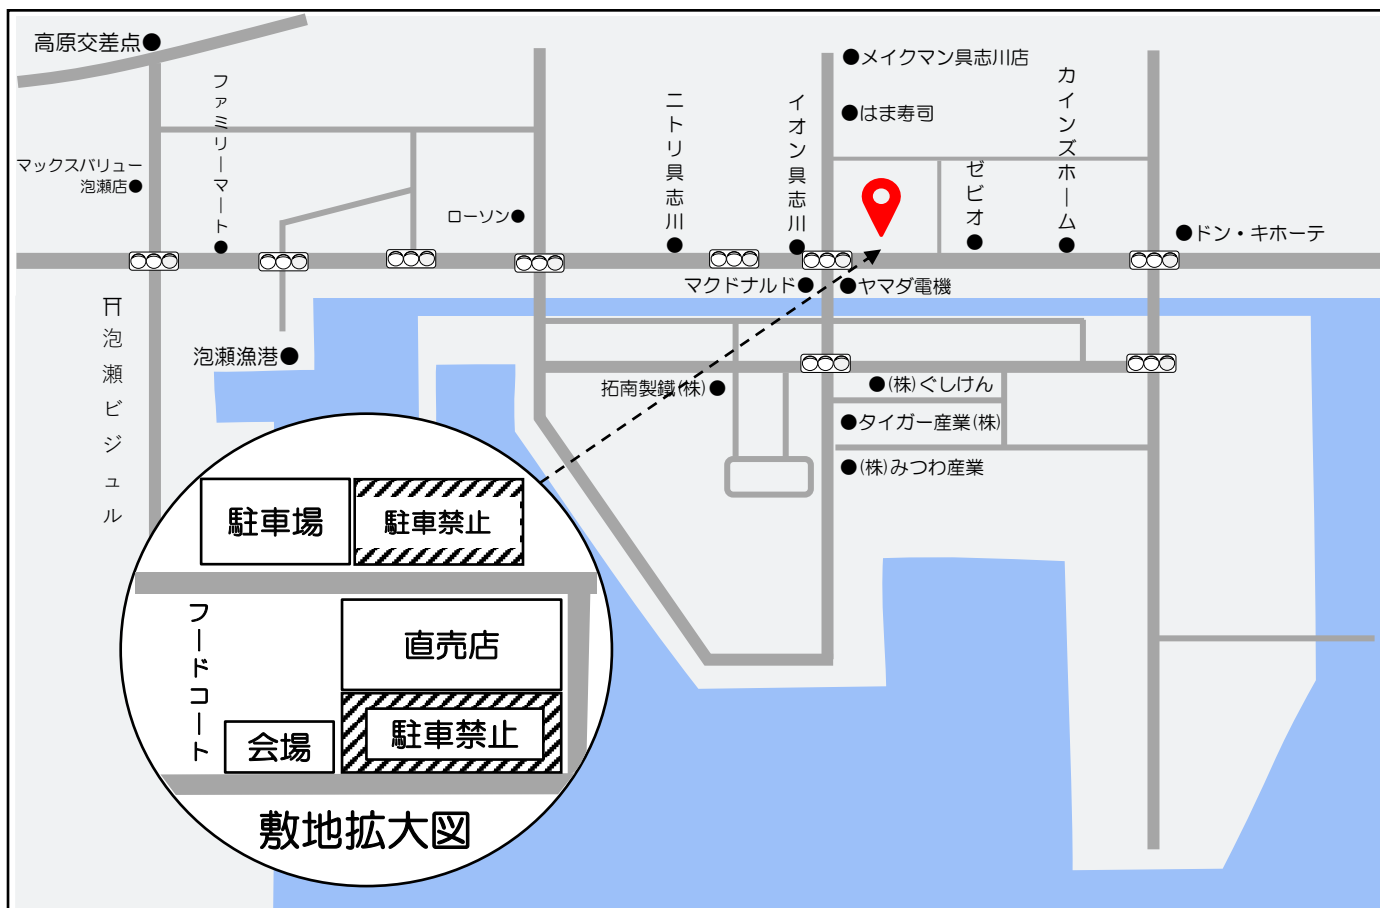 高原交差点
メイクマン具志川店
カインズホーム
ファミリーマート
ニトリ具志川
イオン具志川
はま寿司
マックスバリュー
泡瀬店
ゼビオ
ローソン
ドン・キホーテ
マクドナルド
ヤマダ電機
泡瀬ビジュル
泡瀬漁港
拓南製鐵(株)
(株)ぐしけん
タイガー産業(株)
(株)みつわ産業
駐車場
駐車禁止
フードコート
直売店
会場
駐車禁止
敷地拡大図